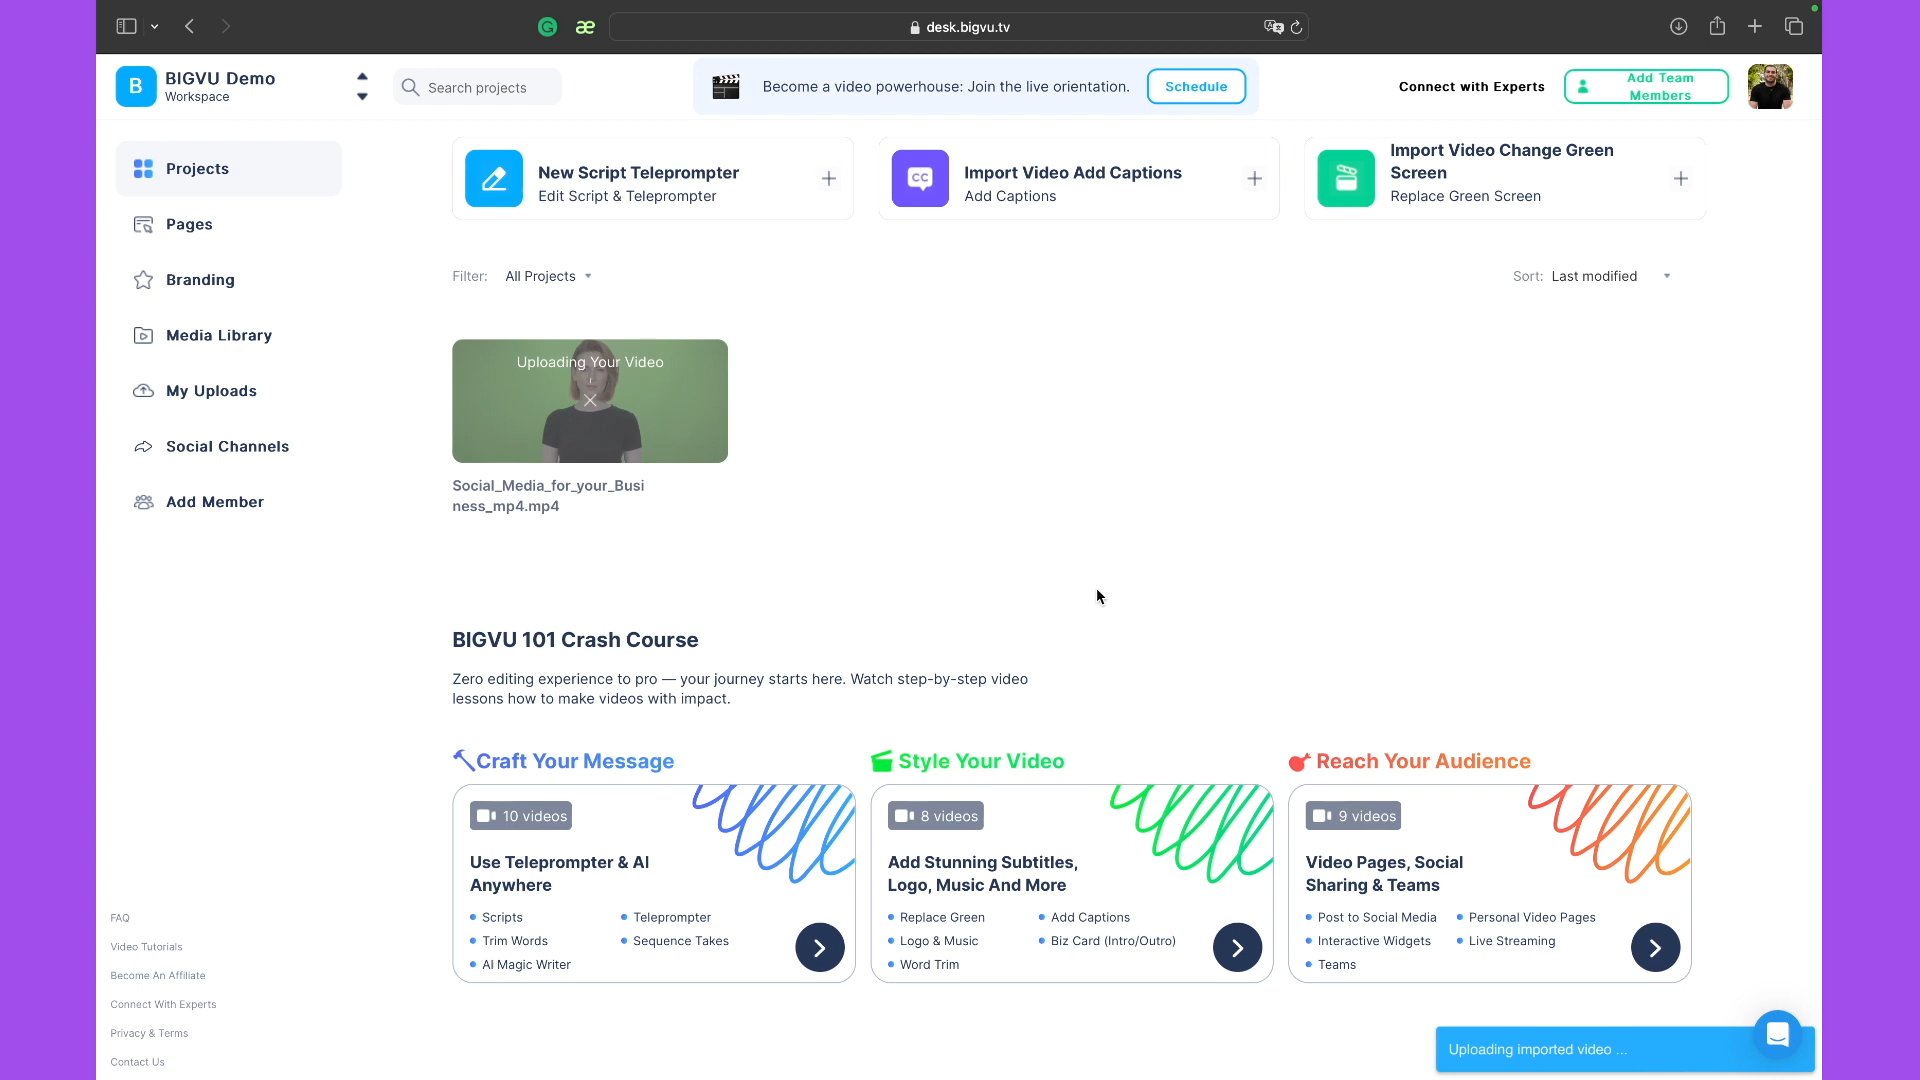 desk.bigvu.tv
B
BIGVU Demo
Workspace
Search projects
Become a video powerhouse: Join the live orientation.
Schedule
Connect with Experts
Add Team
Members
Projects
Pages
Branding
Media Library
My Uploads
Social Channels
Add Member
New Script Teleprompter
Edit Script & Teleprompter
CC
Import Video Add Captions
Add Captions
Import Video Change Green
Screen
Replace Green Screen
Filter: All Projects
Sort: Last modified
Uploading Your Video
Social_Media_for_your_Busi
ness_mp4.mp4
BIGVU 101 Crash Course
Zero editing experience to pro — your journey starts here. Watch step-by-step video
lessons how to make videos with impact.
Craft Your Message
10 videos
Use Teleprompter & AI
Anywhere
Scripts
Teleprompter
Trim Words
Sequence Takes
AI Magic Writer
Style Your Video
8 videos
Add Stunning Subtitles,
Logo, Music And More
Replace Green
Add Captions
Logo & Music
Biz Card (Intro/Outro)
Word Trim
Reach Your Audience
9 videos
Video Pages, Social
Sharing & Teams
Post to Social Media
Personal Video Pages
Interactive Widgets
Live Streaming
Teams
FAQ
Video Tutorials
Become An Affiliate
Connect With Experts
Privacy & Terms
Contact Us
Uploading imported video ...